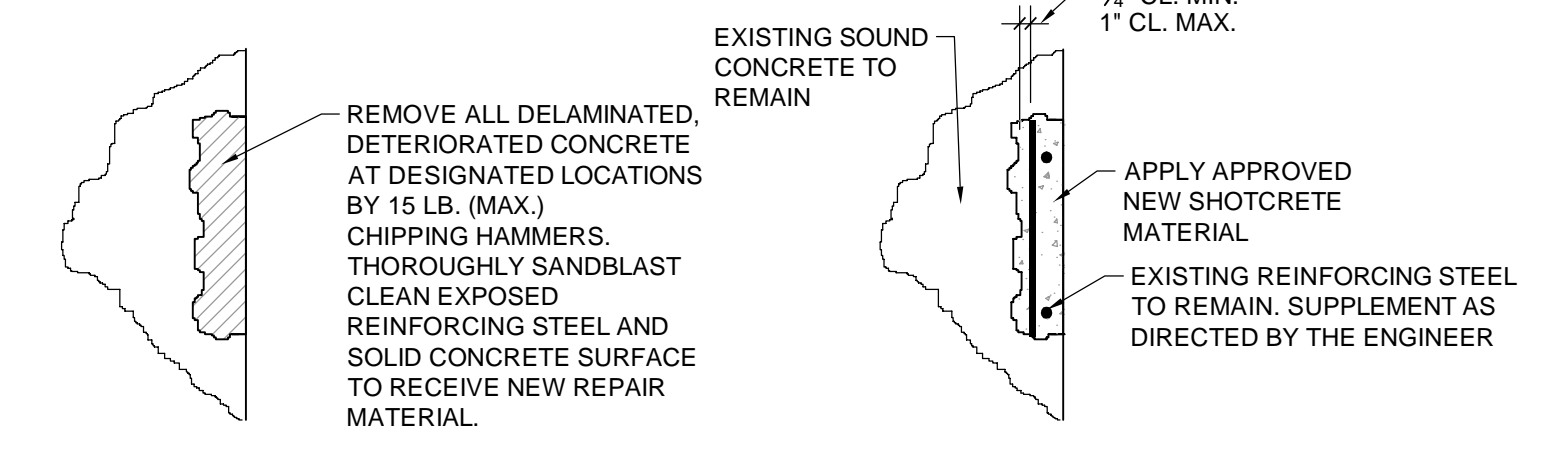 REMOVE ALL DELAMINATED,
DETERIORATED CONCRETE
AT DESIGNATED LOCATIONS
BY 15 LB. (MAX.)
CHIPPING HAMMERS.
THOROUGHLY SANDBLAST
CLEAN EXPOSED
REINFORCING STEEL AND
SOLID CONCRETE SURFACE
TO RECEIVE NEW REPAIR
MATERIAL.
EXISTING SOUND
CONCRETE TO
REMAIN
CL. MIN.
1" CL. MAX.
APPLY APPROVED
NEW SHOTCRETE
MATERIAL
EXISTING REINFORCING STEEL
TO REMAIN. SUPPLEMENT AS
DIRECTED BY THE ENGINEER